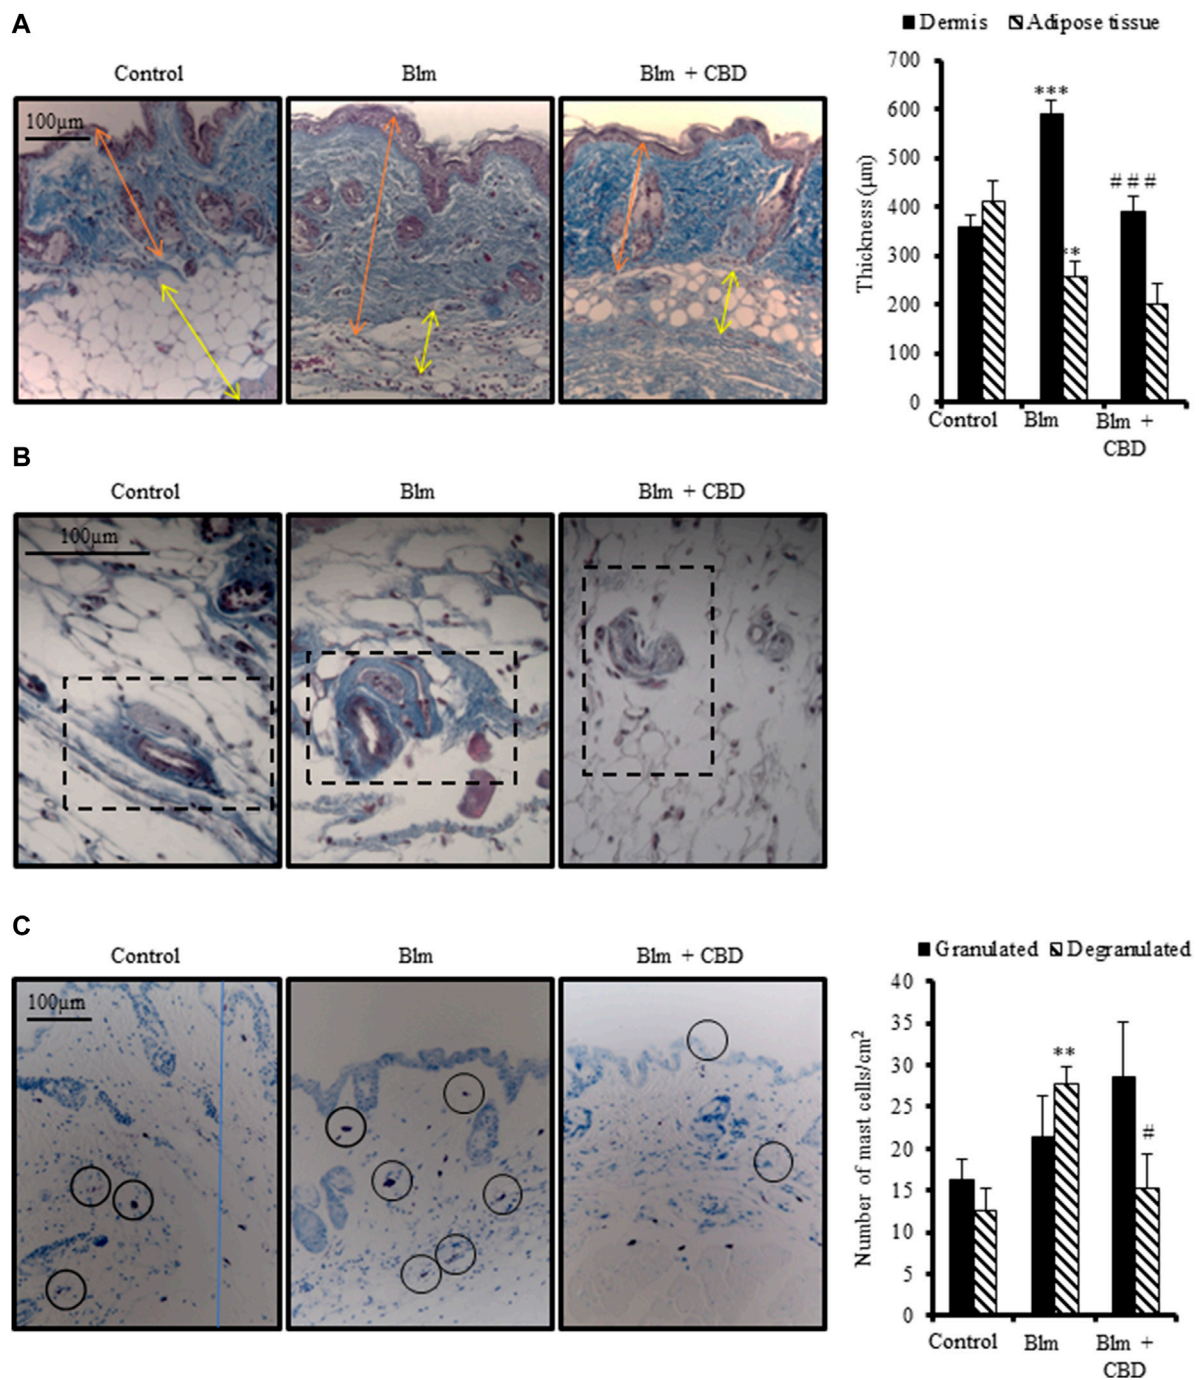 A
Dermis Adipose tissue
Control Blm Blm + CBD
100μm
700
600
500
400
300
200
100
0
Thickness (μm)
***
**
###
Control Blm Blm +
CBD
B
Control Blm Blm + CBD
100μm
C
Granulated Degranulated
Control Blm Blm + CBD
100μm
40
35
30
25
20
15
10
5
0
Number of mast cells/cm²
**
#
Control Blm Blm +
CBD